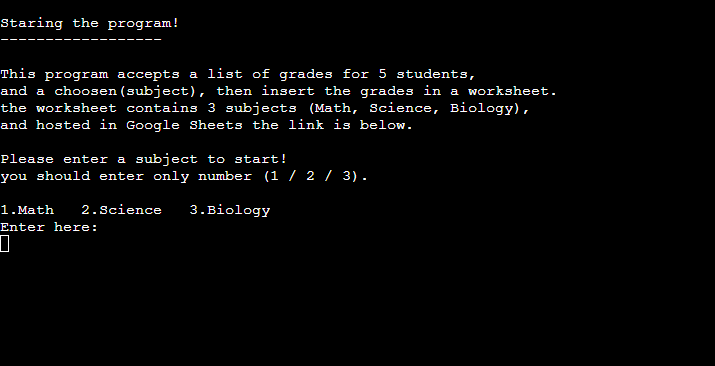 Staring the program!
------------------
This program accepts a list of grades for 5 students,
and a choosen(subject), then insert the grades in a worksheet.
the worksheet contains 3 subjects (Math, Science, Biology),
and hosted in Google Sheets the link is below.
Please enter a subject to start!
you should enter only number (1 / 2 / 3).
1.Math   2.Science   3.Biology
Enter here: